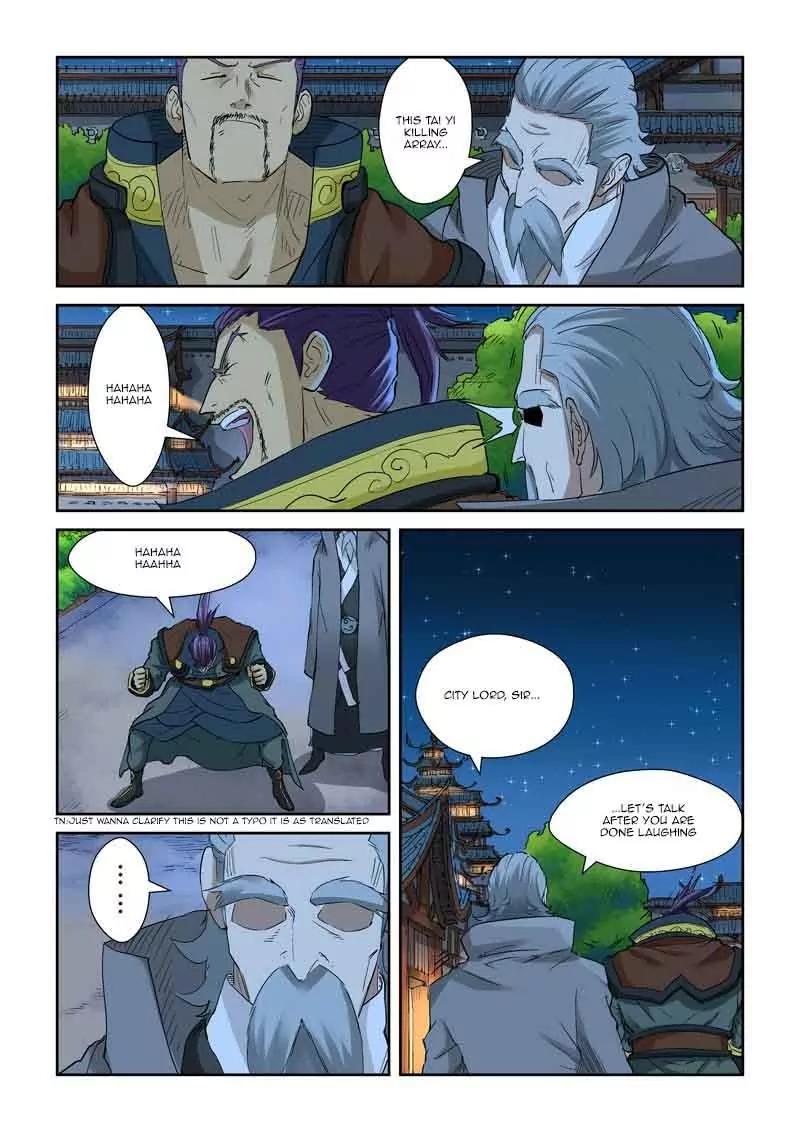 THIS TAI YI
KILLING
ARRAY...
HAHAHA
HAHAHA
HAHAHA
HAAHHA
TN:JUST WANNA CLARIFY THIS IS NOT A TYPO IT IS AS TRANSLATED
......
CITY LORD, SIR...
...LET'S TALK
AFTER YOU ARE
DONE LAUGHING